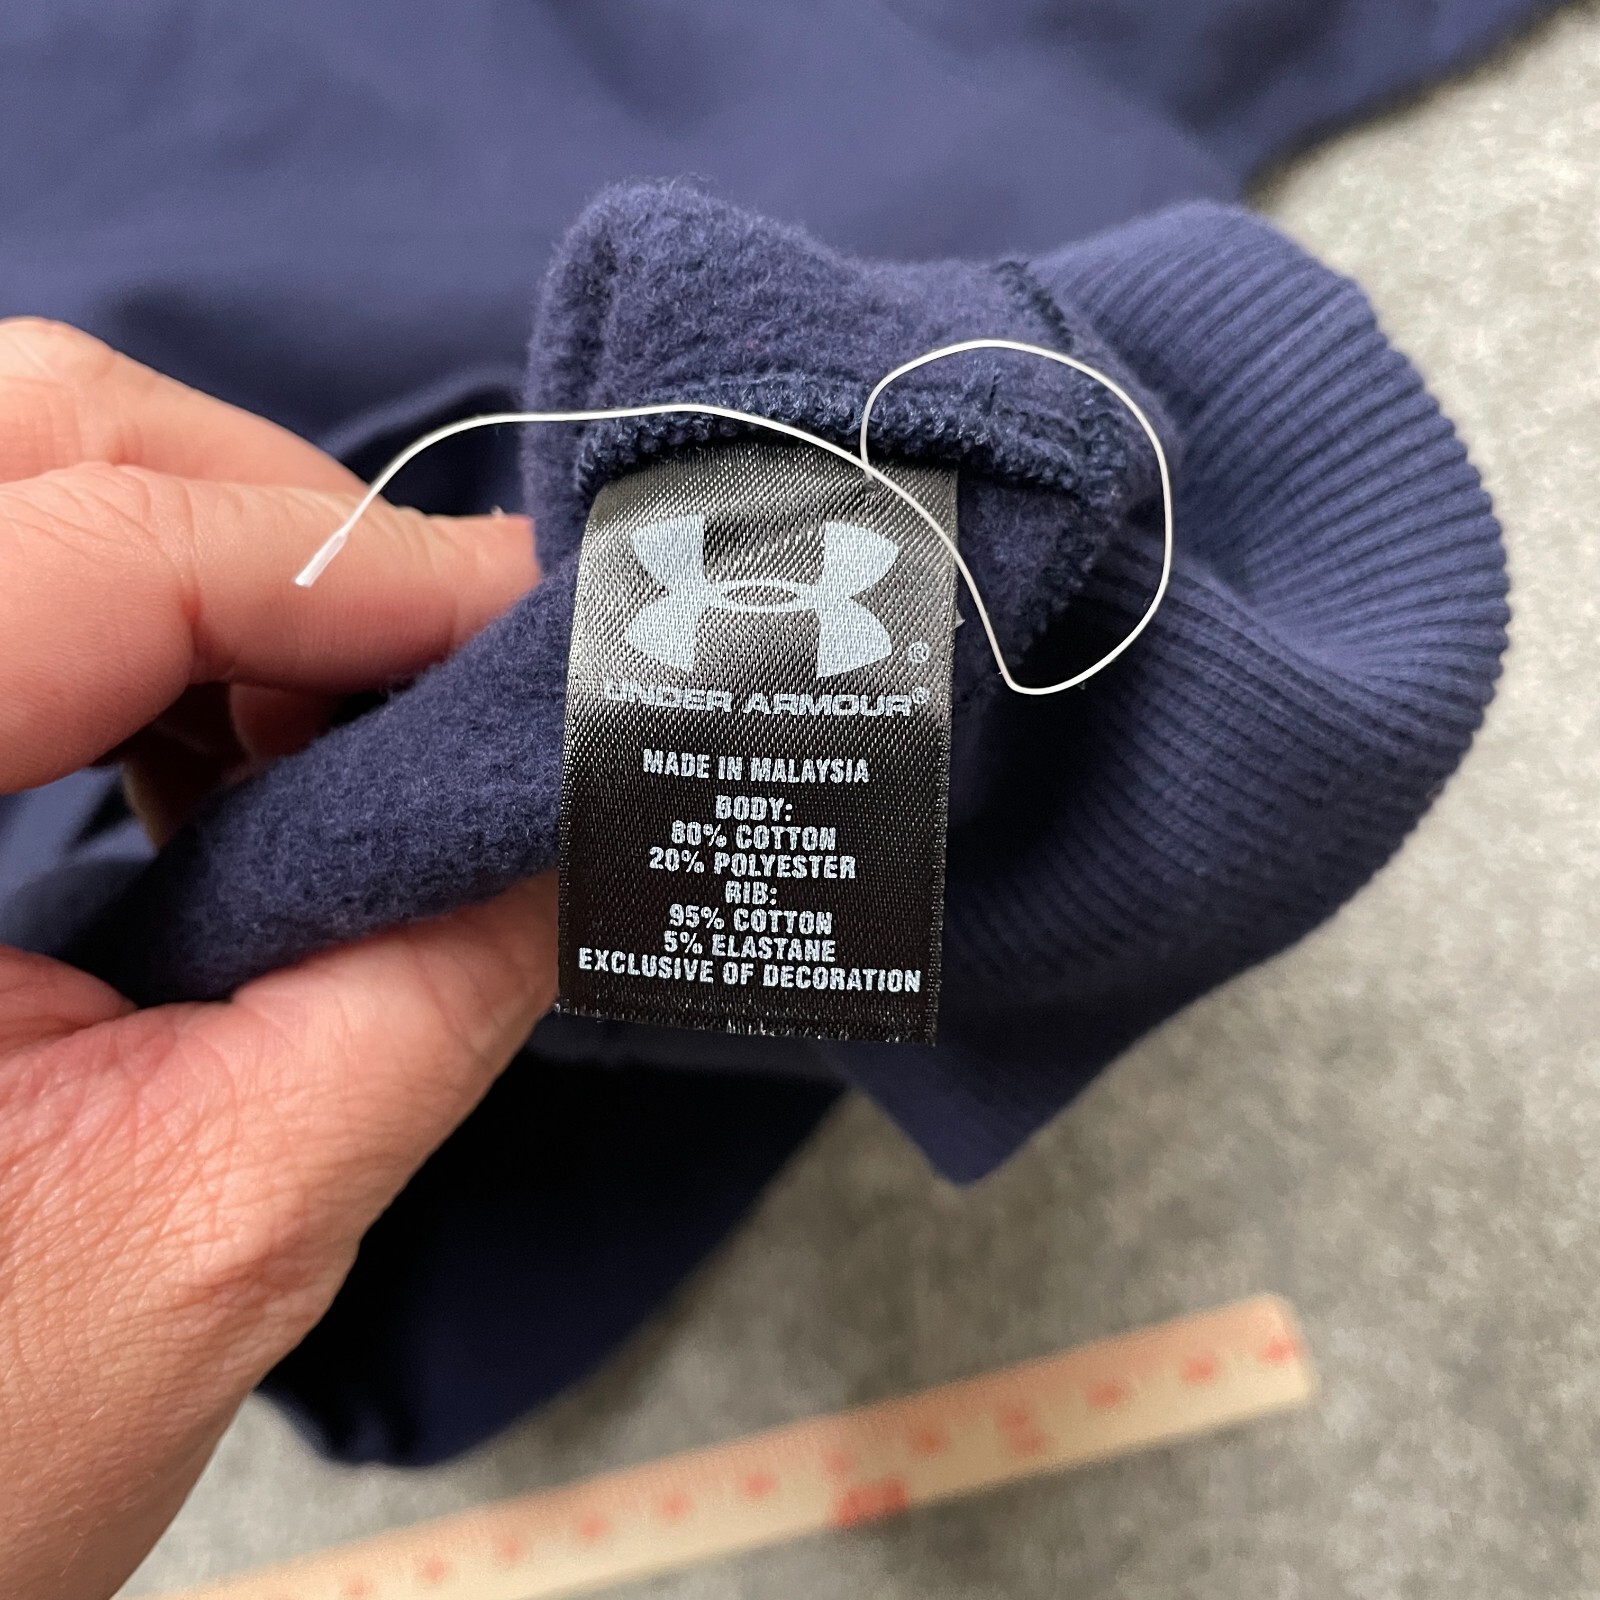 ®
UNDER ARMOUR®
MADE IN MALAYSIA
BODY:
80% COTTON
20% POLYESTER
RIB:
95% COTTON
5% ELASTANE
EXCLUSIVE OF DECORATION